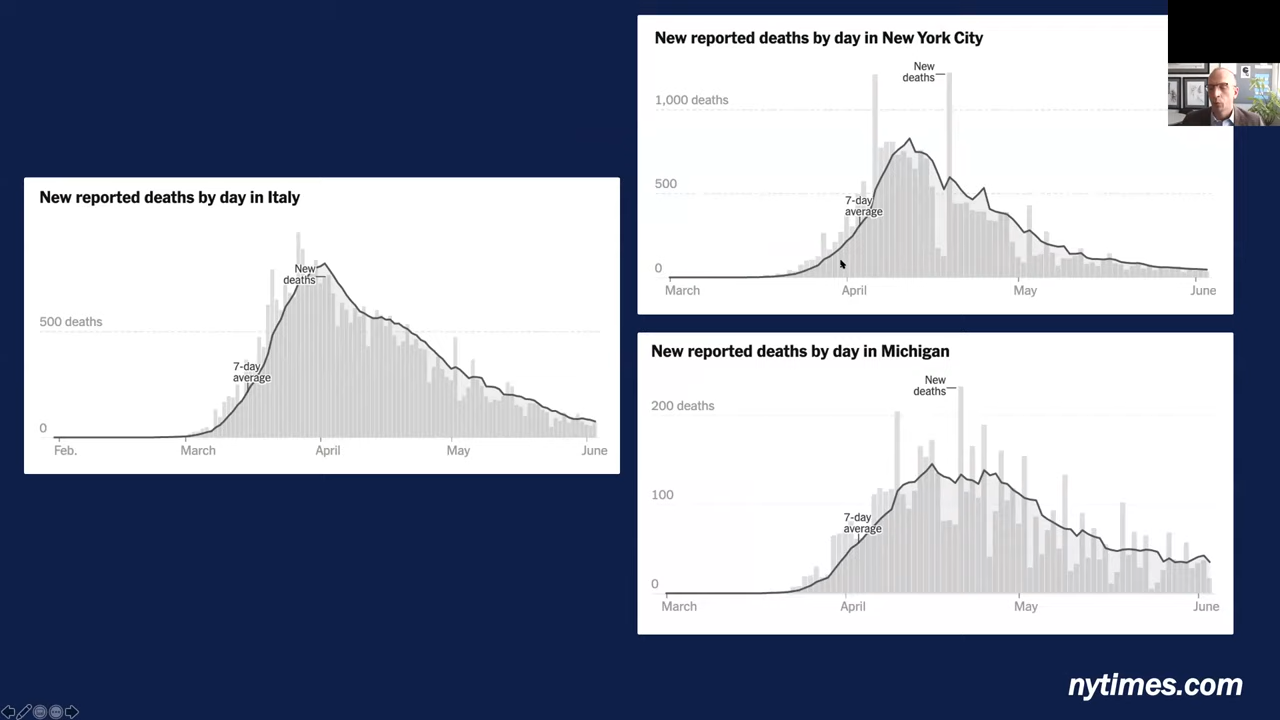 New reported deaths by day in Italy
New
deaths
500 deaths
7-day
average
0
Feb.
March
April
May
June
New reported deaths by day in New York City
New
deaths
1,000 deaths
500
7-day
average
0
March
April
May
June
New reported deaths by day in Michigan
New
deaths
200 deaths
100
7-day
average
0
March
April
May
June
nytimes.com